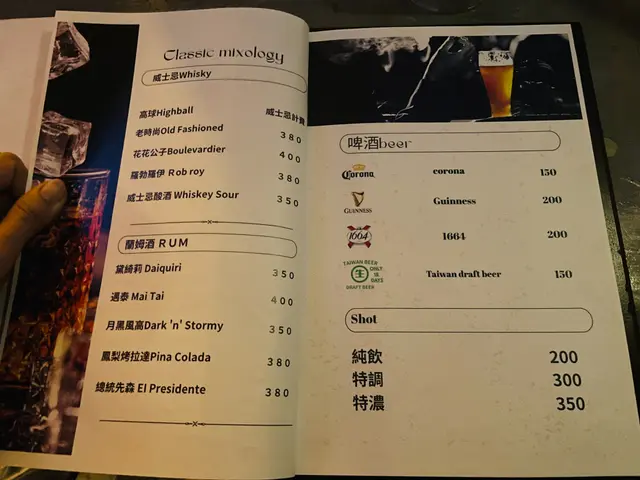 Classic mixology
威士忌Whisky
高球Highball 威士忌計費
老時尚Old Fashioned 380
花花公子Boulevardier 400
羅勃羅伊 Rob roy 380
威士忌酸酒 Whiskey Sour 350
蘭姆酒 RUM
黛綺莉 Daiquiri 350
邁泰 Mai Tai 400
月黑風高Dark 'n' Stormy 350
鳳梨烤拉達Pina Colada 380
總統先森 EI Presidente 380
啤酒beer
Corona corona 150
GUINNESS Guinness 200
1664 1664 200
TAIWAN BEER
生 ONLY 18 DAYS
DRAFT BEER
Taiwan draft beer 150
Shot
純飲 200
特調 300
特濃 350